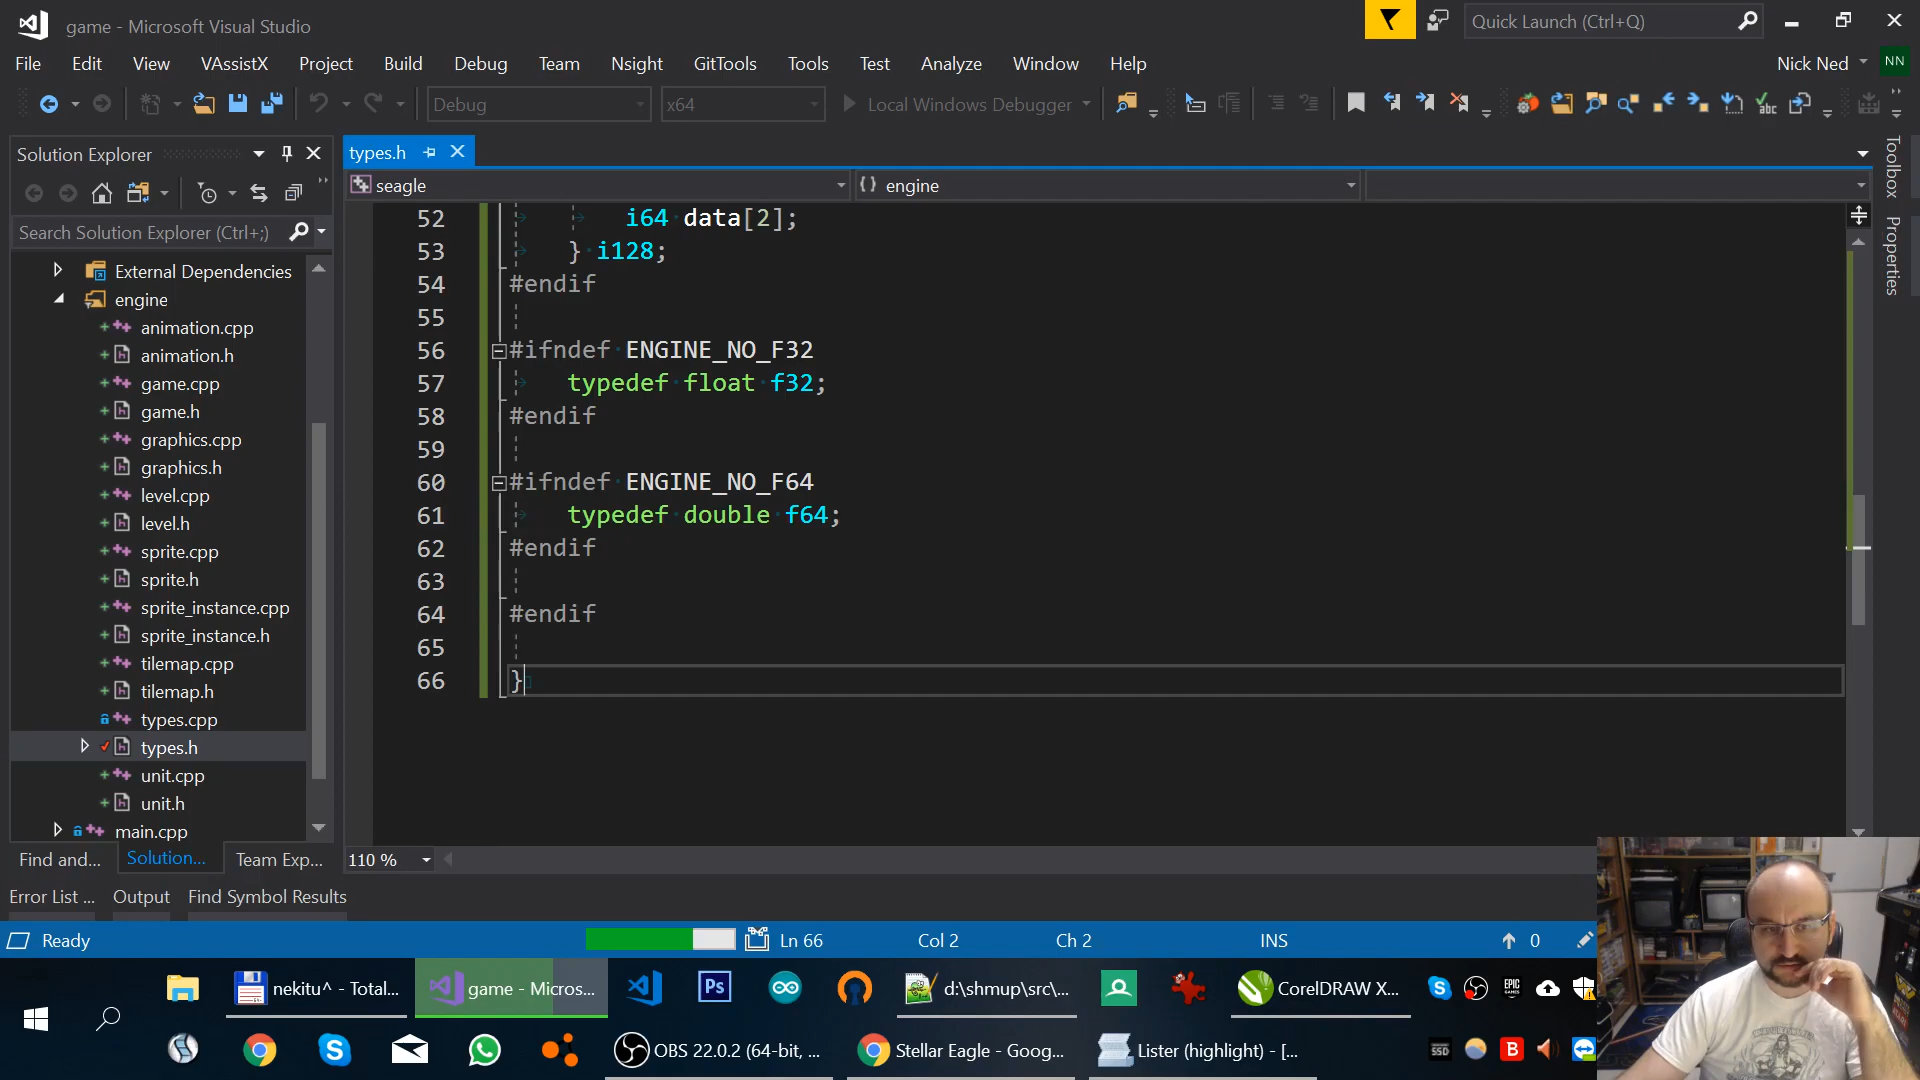 game - Microsoft Visual Studio
Quick Launch (Ctrl+Q)
File Edit View VAssistX Project Build Debug Team Nsight GitTools Tools Test Analyze Window Help
Nick Ned NN
Debug x64 Local Windows Debugger abc
Solution Explorer
types.h
seagle
engine
Search Solution Explorer (Ctrl+;)
External Dependencies
engine
animation.cpp
animation.h
game.cpp
game.h
graphics.cpp
graphics.h
level.cpp
level.h
sprite.cpp
sprite.h
sprite_instance.cpp
sprite_instance.h
tilemap.cpp
tilemap.h
types.cpp
types.h
unit.cpp
unit.h
main.cpp
Find and... Solution... Team Exp...
52 i64 data[2];
53 } i128;
54 #endif
55
56 #ifndef ENGINE_NO_F32
57 typedef float f32;
58 #endif
59
60 #ifndef ENGINE_NO_F64
61 typedef double f64;
62 #endif
63
64 #endif
65
66 }
110 %
Toolbox
Properties
Error List ... Output Find Symbol Results
Ready Ln 66 Col 2 Ch 2 INS 0
nekitu^ - Total... game - Micros... Ps d:\shmup\src\... CorelDRAW X... EPIC GAMES
OBS 22.0.2 (64-bit, ... Stellar Eagle - Goog... Lister (highlight) - [... SSD B